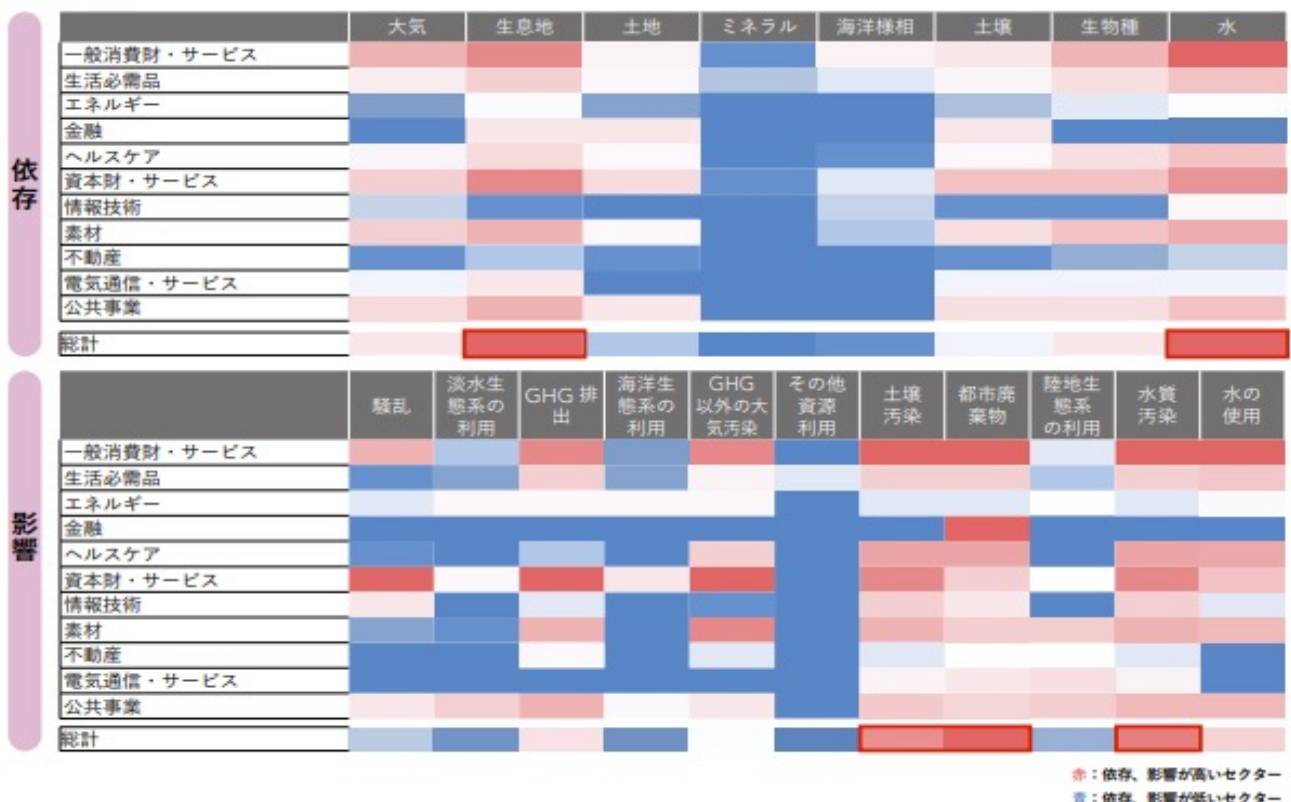 大気 生息地 土地 ミネラル 海洋様相 土壌 生物種 水
依存
一般消費財・サービス
生活必需品
エネルギー
金融
ヘルスケア
資本財・サービス
情報技術
素材
不動産
電気通信・サービス
公共事業
総計
影響
騒乱 淡水生態系の利用 GHG 排出 海洋生態系の利用 GHG以外の大気汚染 その他資源利用 土壌汚染 都市廃棄物 陸地生態系の利用 水質汚染 水の使用
一般消費財・サービス
生活必需品
エネルギー
金融
ヘルスケア
資本財・サービス
情報技術
素材
不動産
電気通信・サービス
公共事業
総計
赤：依存、影響が高いセクター
青：依存、影響が低いセクター